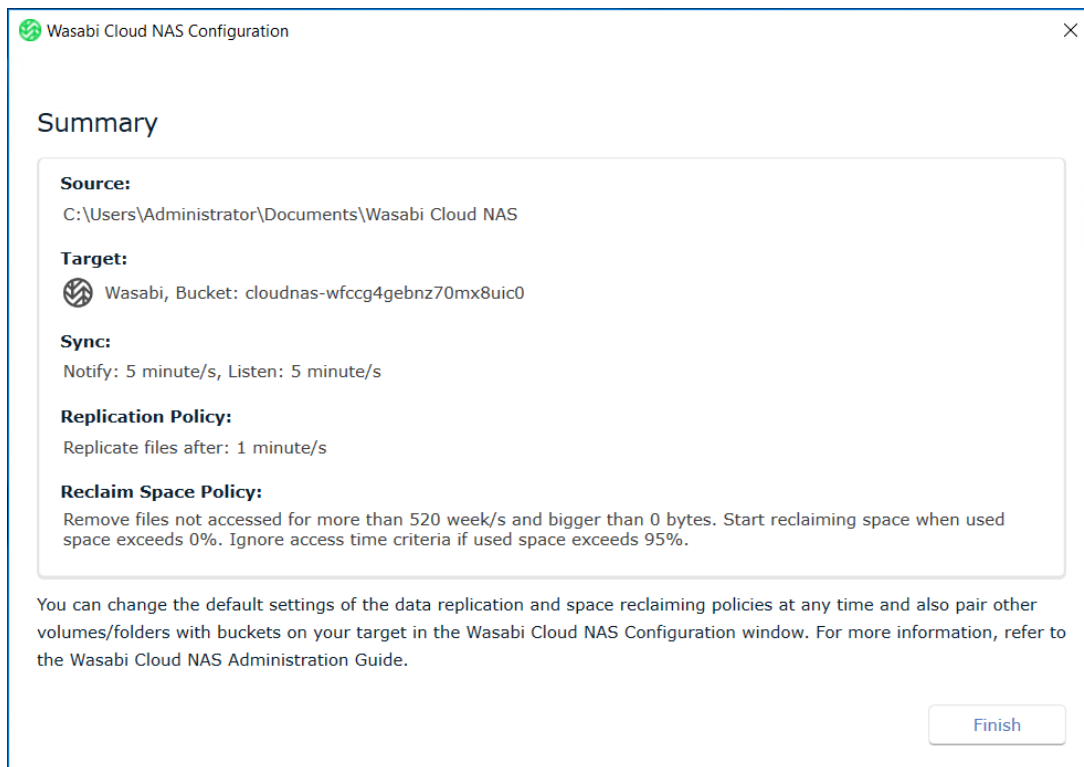 Wasabi Cloud NAS Configuration
Summary
Source:
C:\Users\Administrator\Documents\Wasabi Cloud NAS
Target:
Wasabi, Bucket: cloudnas-wfccg4gebnz70mx8uic0
Sync:
Notify: 5 minute/s, Listen: 5 minute/s
Replication Policy:
Replicate files after: 1 minute/s
Reclaim Space Policy:
Remove files not accessed for more than 520 week/s and bigger than 0 bytes. Start reclaiming space when used
space exceeds 0%. Ignore access time criteria if used space exceeds 95%.
You can change the default settings of the data replication and space reclaiming policies at any time and also pair other
volumes/folders with buckets on your target in the Wasabi Cloud NAS Configuration window. For more information, refer to
the Wasabi Cloud NAS Administration Guide.
Finish